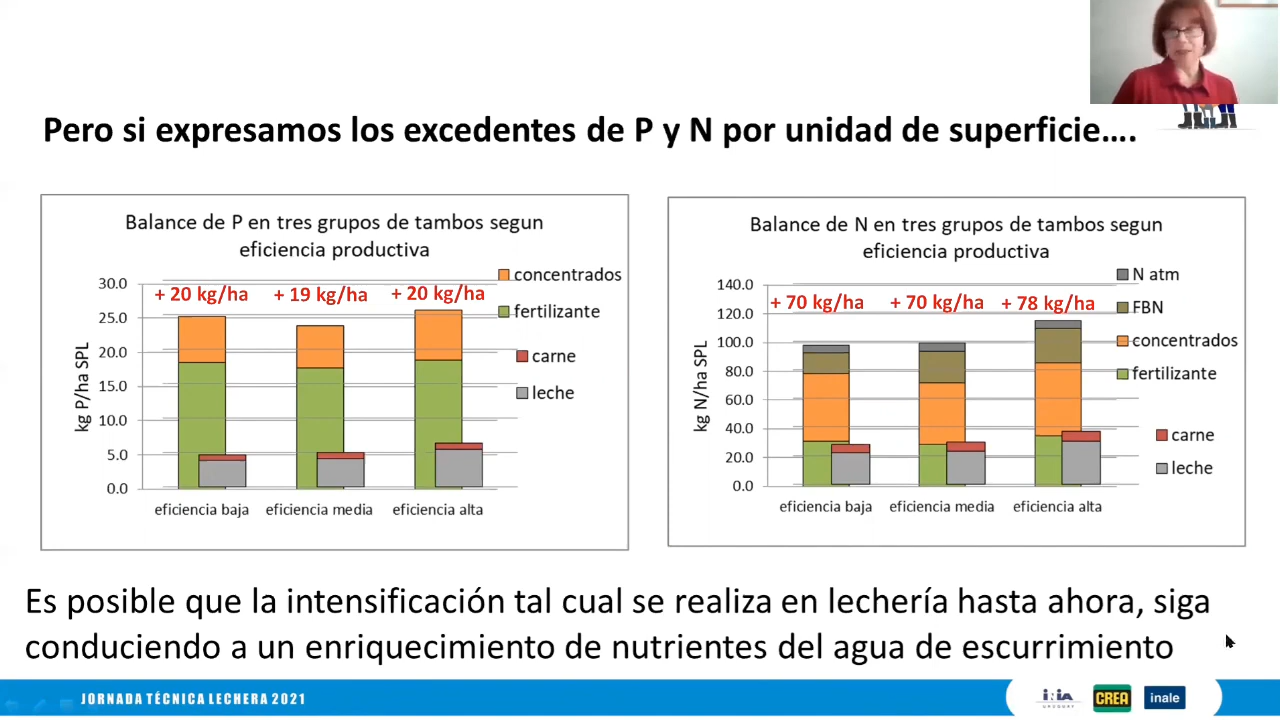 Pero si expresamos los excedentes de P y N por unidad de superficie....
Balance de P en tres grupos de tambos segun
eficiencia productiva
30.0
25.0
20.0
15.0
10.0
5.0
0.0
kg P/ha SPL
+ 20 kg/ha
+ 19 kg/ha
+ 20 kg/ha
concentrados
fertilizante
carne
leche
eficiencia baja
eficiencia media
eficiencia alta
Balance de N en tres grupos de tambos segun
eficiencia productiva
140.0
120.0
100.0
80.0
60.0
40.0
20.0
0.0
kg N/ha SPL
+ 70 kg/ha
+ 70 kg/ha
+ 78 kg/ha
N atm
FBN
concentrados
fertilizante
carne
leche
eficiencia baja
eficiencia media
eficiencia alta
Es posible que la intensificación tal cual se realiza en lechería hasta ahora, siga
conduciendo a un enriquecimiento de nutrientes del agua de escurrimiento
JORNADA TÉCNICA LECHERA 2021
inia
URUGUAY
CREA
inale